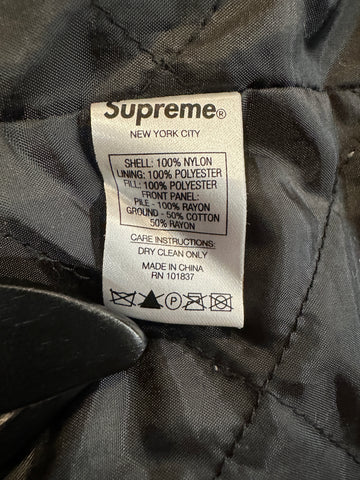 Supreme®
NEW YORK CITY
SHELL: 100% NYLON
LINING: 100% POLYESTER
FILL: 100% POLYESTER
FRONT PANEL:
PILE - 100% RAYON
GROUND - 50% COTTON
50% RAYON
CARE INSTRUCTIONS:
DRY CLEAN ONLY
MADE IN CHINA
RN 101837
P